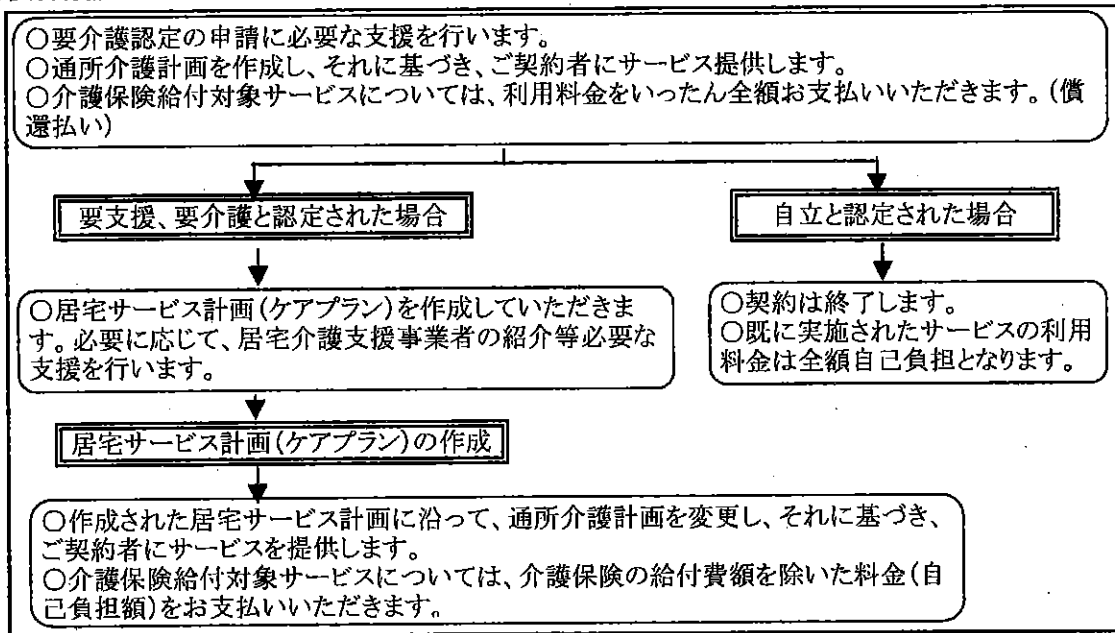 ○要介護認定の申請に必要な支援を行います。
○通所介護計画を作成し、それに基づき、ご契約者にサービス提供します。
○介護保険給付対象サービスについては、利用料金をいったん全額お支払いいただきます。(償
還払い)
要支援、要介護と認定された場合
自立と認定された場合
○居宅サービス計画(ケアプラン)を作成していただきま
す。必要に応じて、居宅介護支援事業者の紹介等必要な
支援を行います。
○契約は終了します。
○既に実施されたサービスの利用
料金は全額自己負担となります。
居宅サービス計画(ケアプラン)の作成
○作成された居宅サービス計画に沿って、通所介護計画を変更し、それに基づき、
ご契約者にサービスを提供します。
○介護保険給付対象サービスについては、介護保険の給付費額を除いた料金(自
己負担額)をお支払いいただきます。